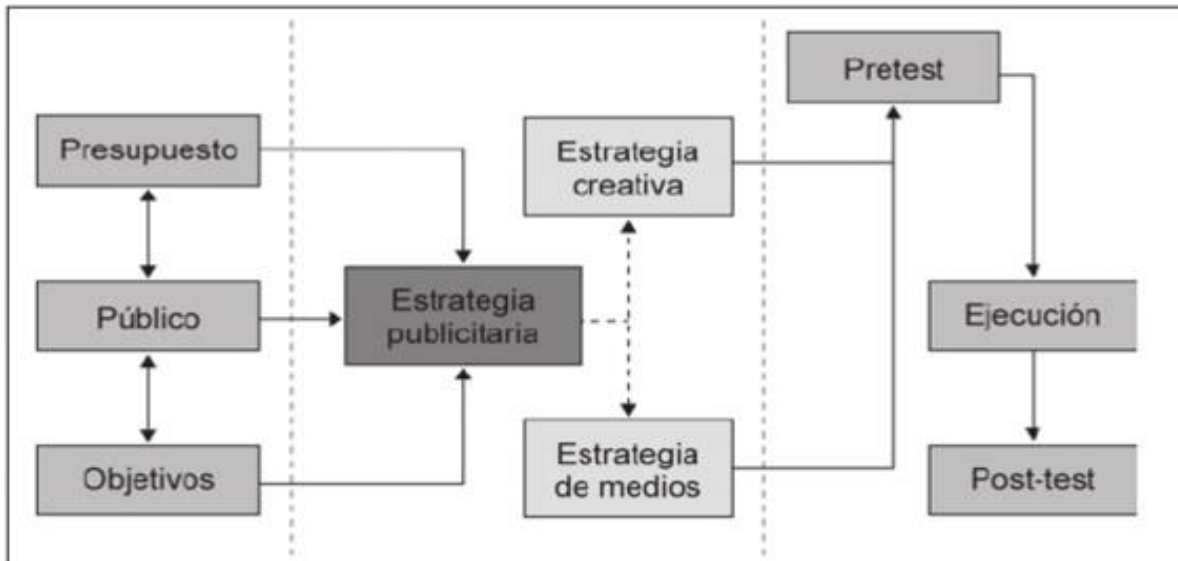 Presupuesto
Público
Objetivos
Estrategia
publicitaria
Estrategia
creativa
Estrategia
de medios
Pretest
Ejecución
Post-test